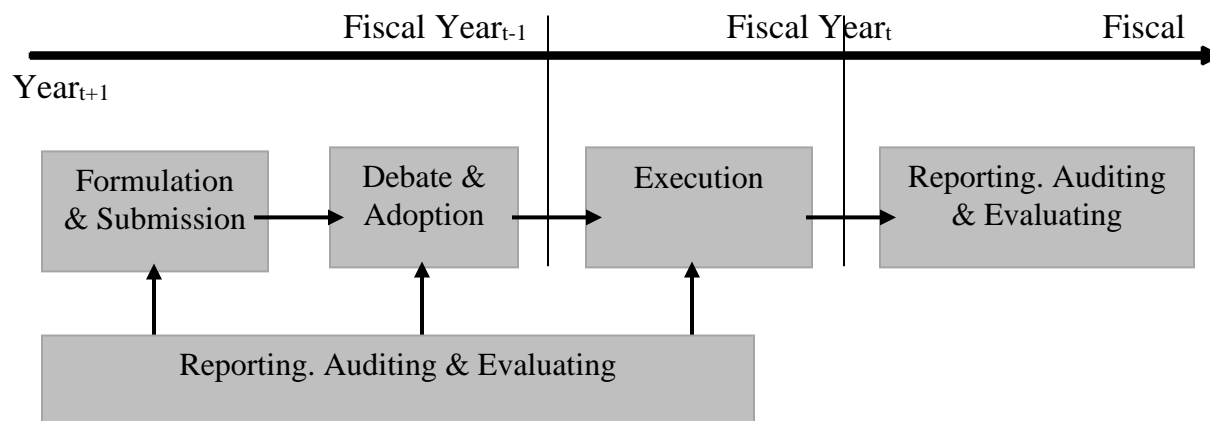 Fiscal Yearₜ₋₁ Fiscal Yearₜ Fiscal
Yearₜ₊₁
Formulation
& Submission
Debate &
Adoption
Execution
Reporting. Auditing
& Evaluating
Reporting. Auditing & Evaluating